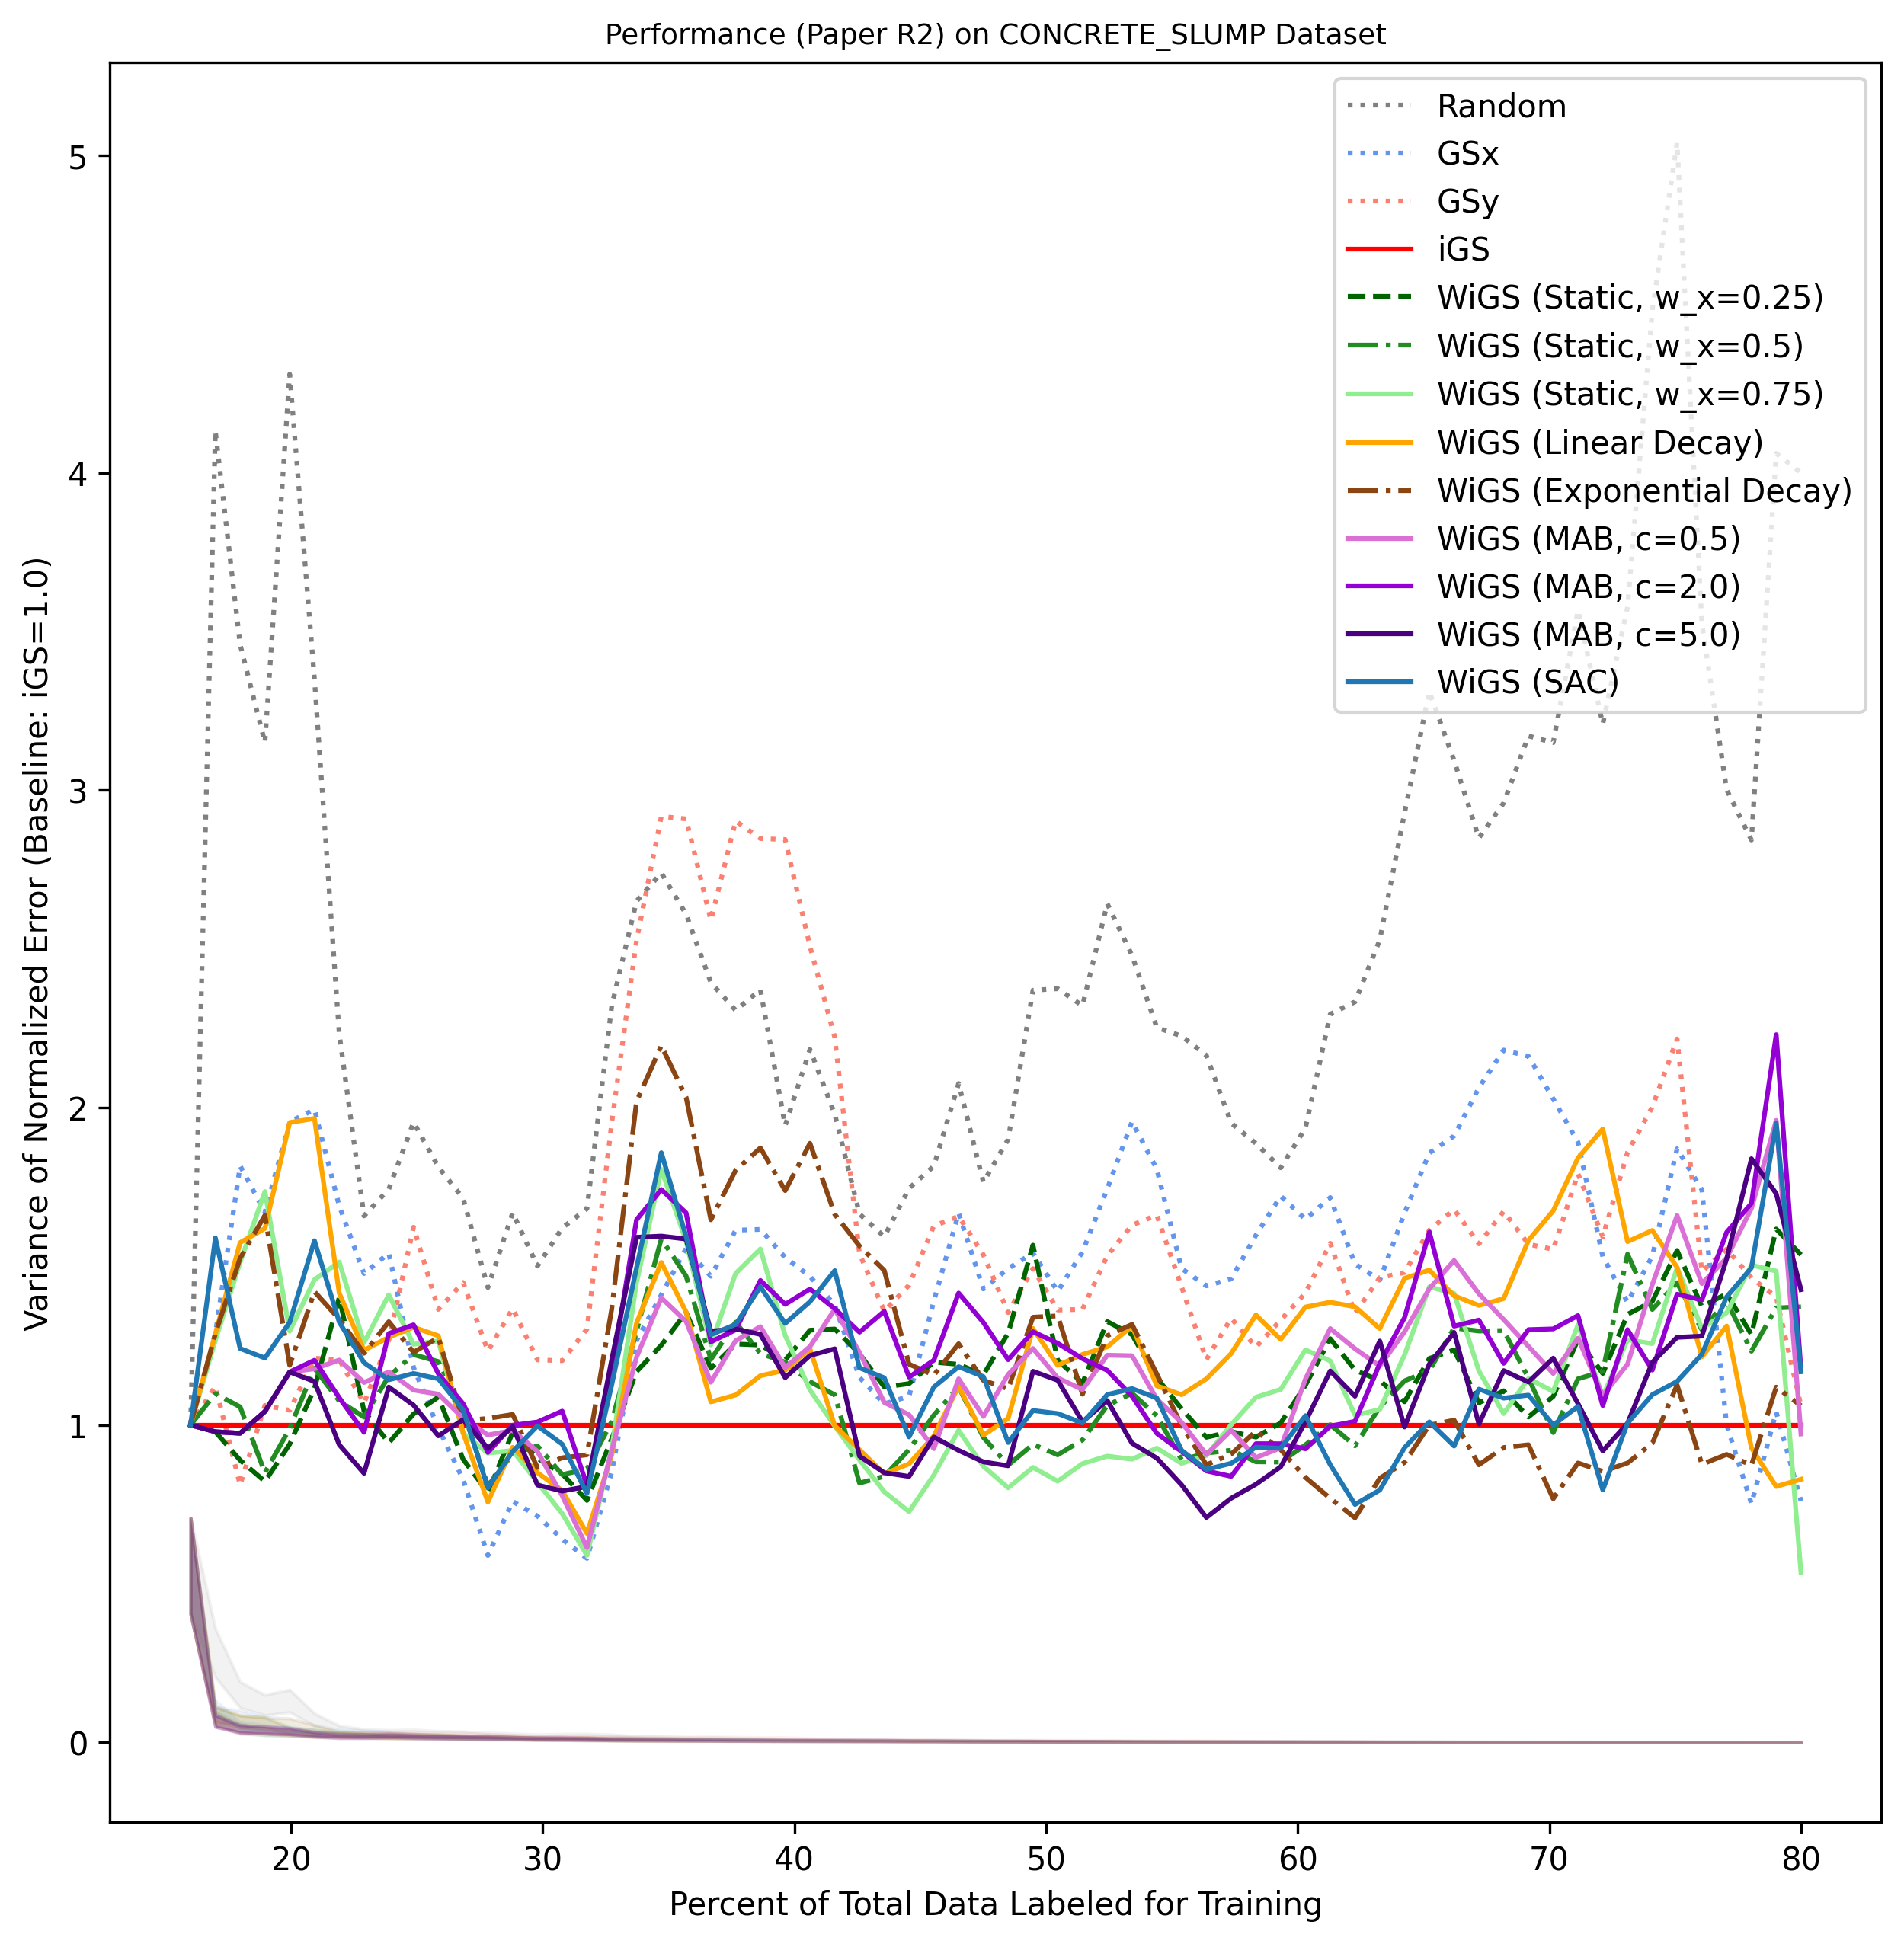 Performance (Paper R2) on CONCRETE_SLUMP Dataset
Variance of Normalized Error (Baseline: iGS=1.0)
5
4
3
2
1
0
Random
GSx
GSy
iGS
WiGS (Static, w_x=0.25)
WiGS (Static, w_x=0.5)
WiGS (Static, w_x=0.75)
WiGS (Linear Decay)
WiGS (Exponential Decay)
WiGS (MAB, c=0.5)
WiGS (MAB, c=2.0)
WiGS (MAB, c=5.0)
WiGS (SAC)
20 30 40 50 60 70 80
Percent of Total Data Labeled for Training